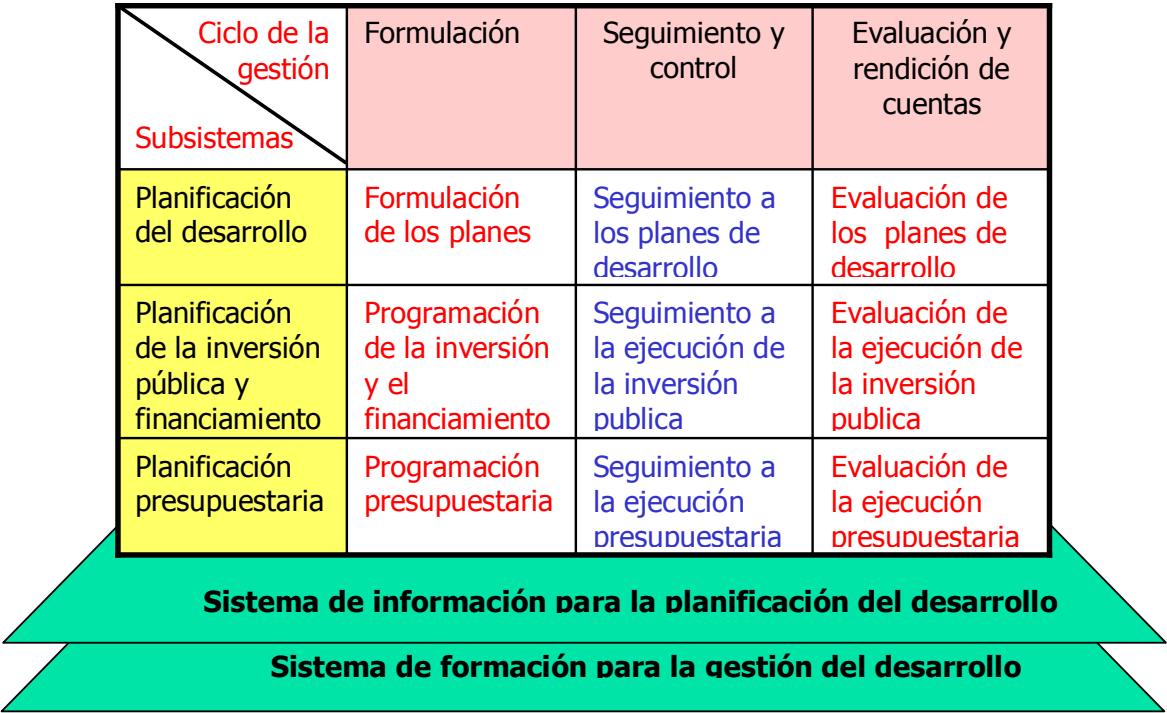 Ciclo de la
gestión
Subsistemas
Formulación
Seguimiento y
control
Evaluación y
rendición de
cuentas
Planificación
del desarrollo
Formulación
de los planes
Seguimiento a
los planes de
desarrollo
Evaluación de
los planes de
desarrollo
Planificación
de la inversión
pública y
financiamiento
Programación
de la inversión
y el
financiamiento
Seguimiento a
la ejecución de
la inversión
publica
Evaluación de
la ejecución de
la inversión
publica
Planificación
presupuestaria
Programación
presupuestaria
Seguimiento a
la ejecución
presupuestaria
Evaluación de
la ejecución
presupuestaria
Sistema de información para la planificación del desarrollo
Sistema de formación para la gestión del desarrollo